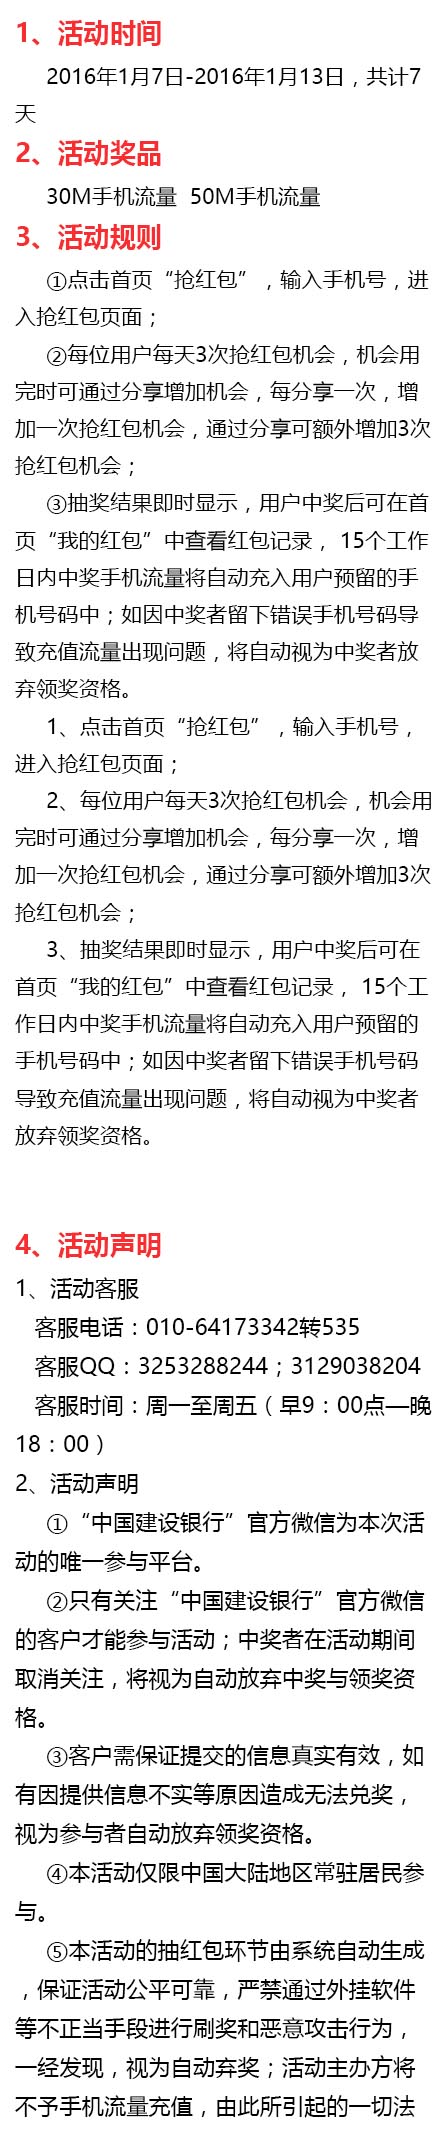 1、活动时间
2016年1月7日-2016年1月13日，共计7
天
2、活动奖品
30M手机流量 50M手机流量
3、活动规则
①点击首页“抢红包”，输入手机号，进
入抢红包页面；
②每位用户每天3次抢红包机会，机会用
完时可通过分享增加机会，每分享一次，增
加一次抢红包机会，通过分享可额外增加3次
抢红包机会；
③抽奖结果即时显示，用户中奖后可在首
页“我的红包”中查看红包记录， 15个工作
日内中奖手机流量将自动充入用户预留的手
机号码中；如因中奖者留下错误手机号码导
致充值流量出现问题，将自动视为中奖者放
弃领奖资格。
1、点击首页“抢红包”，输入手机号，
进入抢红包页面；
2、每位用户每天3次抢红包机会，机会用
完时可通过分享增加机会，每分享一次，增
加一次抢红包机会，通过分享可额外增加3次
抢红包机会；
3、抽奖结果即时显示，用户中奖后可在
首页“我的红包”中查看红包记录， 15个工
作日内中奖手机流量将自动充入用户预留的
手机号码中；如因中奖者留下错误手机号码
导致充值流量出现问题，将自动视为中奖者
放弃领奖资格。
4、活动声明
1、活动客服
客服电话：010-64173342转535
客服QQ：3253288244；3129038204
客服时间：周一至周五（早9：00点—晚
18：00）
2、活动声明
①“中国建设银行”官方微信为本次活
动的唯一参与平台。
②只有关注“中国建设银行”官方微信
的客户才能参与活动；中奖者在活动期间
取消关注，将视为自动放弃中奖与领奖资
格。
③客户需保证提交的信息真实有效，如
有因提供信息不实等原因造成无法兑奖，
视为参与者自动放弃领奖资格。
④本活动仅限中国大陆地区常驻居民参
与。
⑤本活动的抽红包环节由系统自动生成
，保证活动公平可靠，严禁通过外挂软件
等不正当手段进行刷奖和恶意攻击行为，
一经发现，视为自动弃奖；活动主办方将
不予手机流量充值，由此所引起的一切法